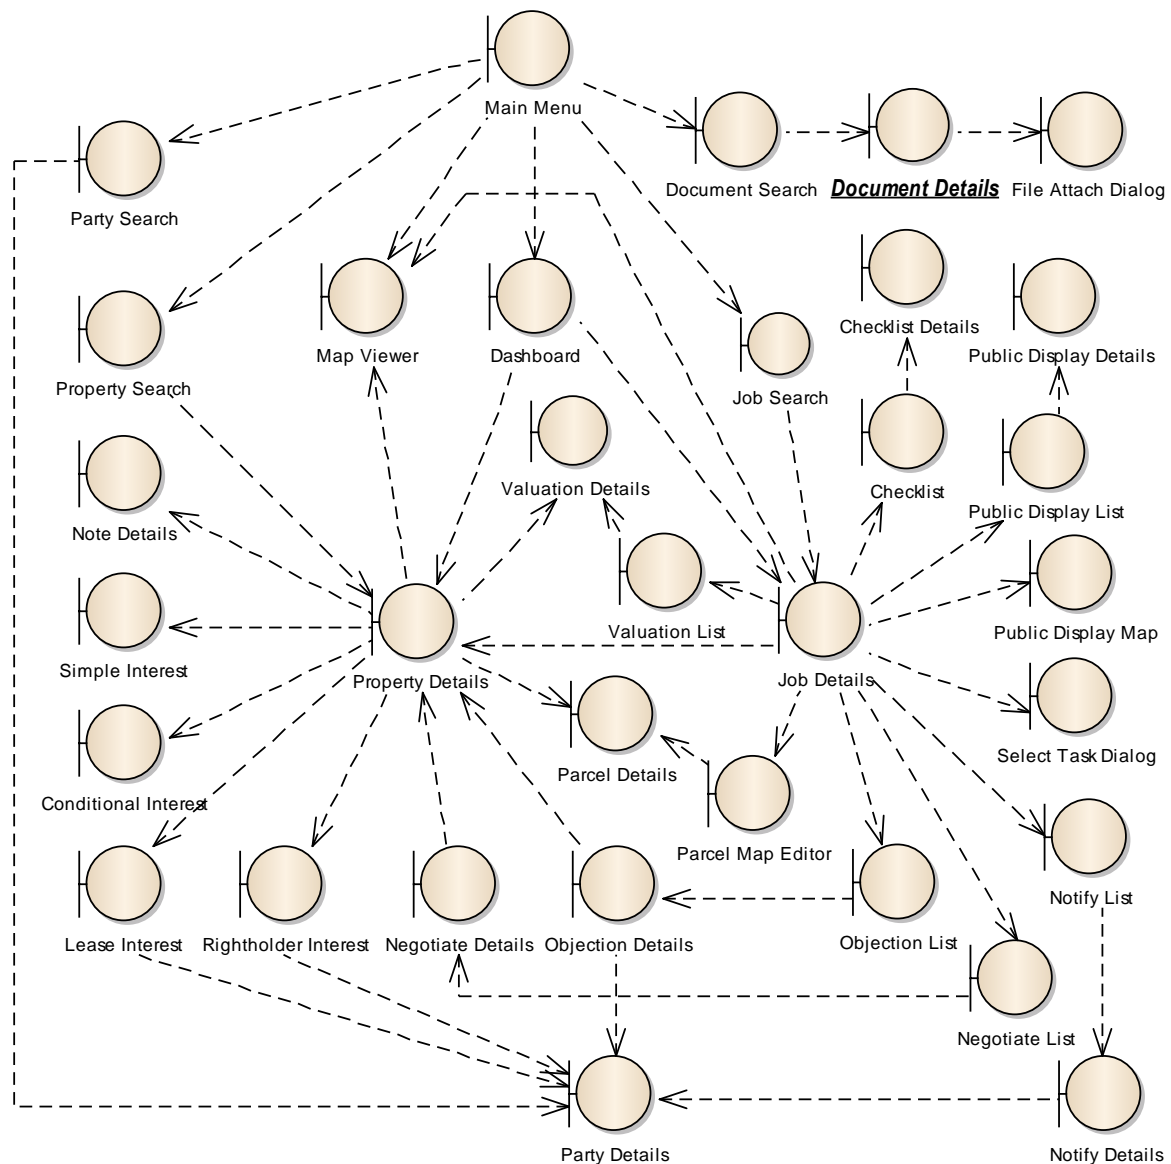 Main Menu
Document Search
Document Details
File Attach Dialog
Party Search
Checklist Details
Map Viewer
Dashboard
Public Display Details
Property Search
Job Search
Valuation Details
Checklist
Public Display List
Note Details
Valuation List
Public Display Map
Simple Interest
Property Details
Job Details
Select Task Dialog
Parcel Details
Conditional Interest
Parcel Map Editor
Notify List
Lease Interest
Rightholder Interest
Negotiate Details
Objection Details
Objection List
Negotiate List
Party Details
Notify Details